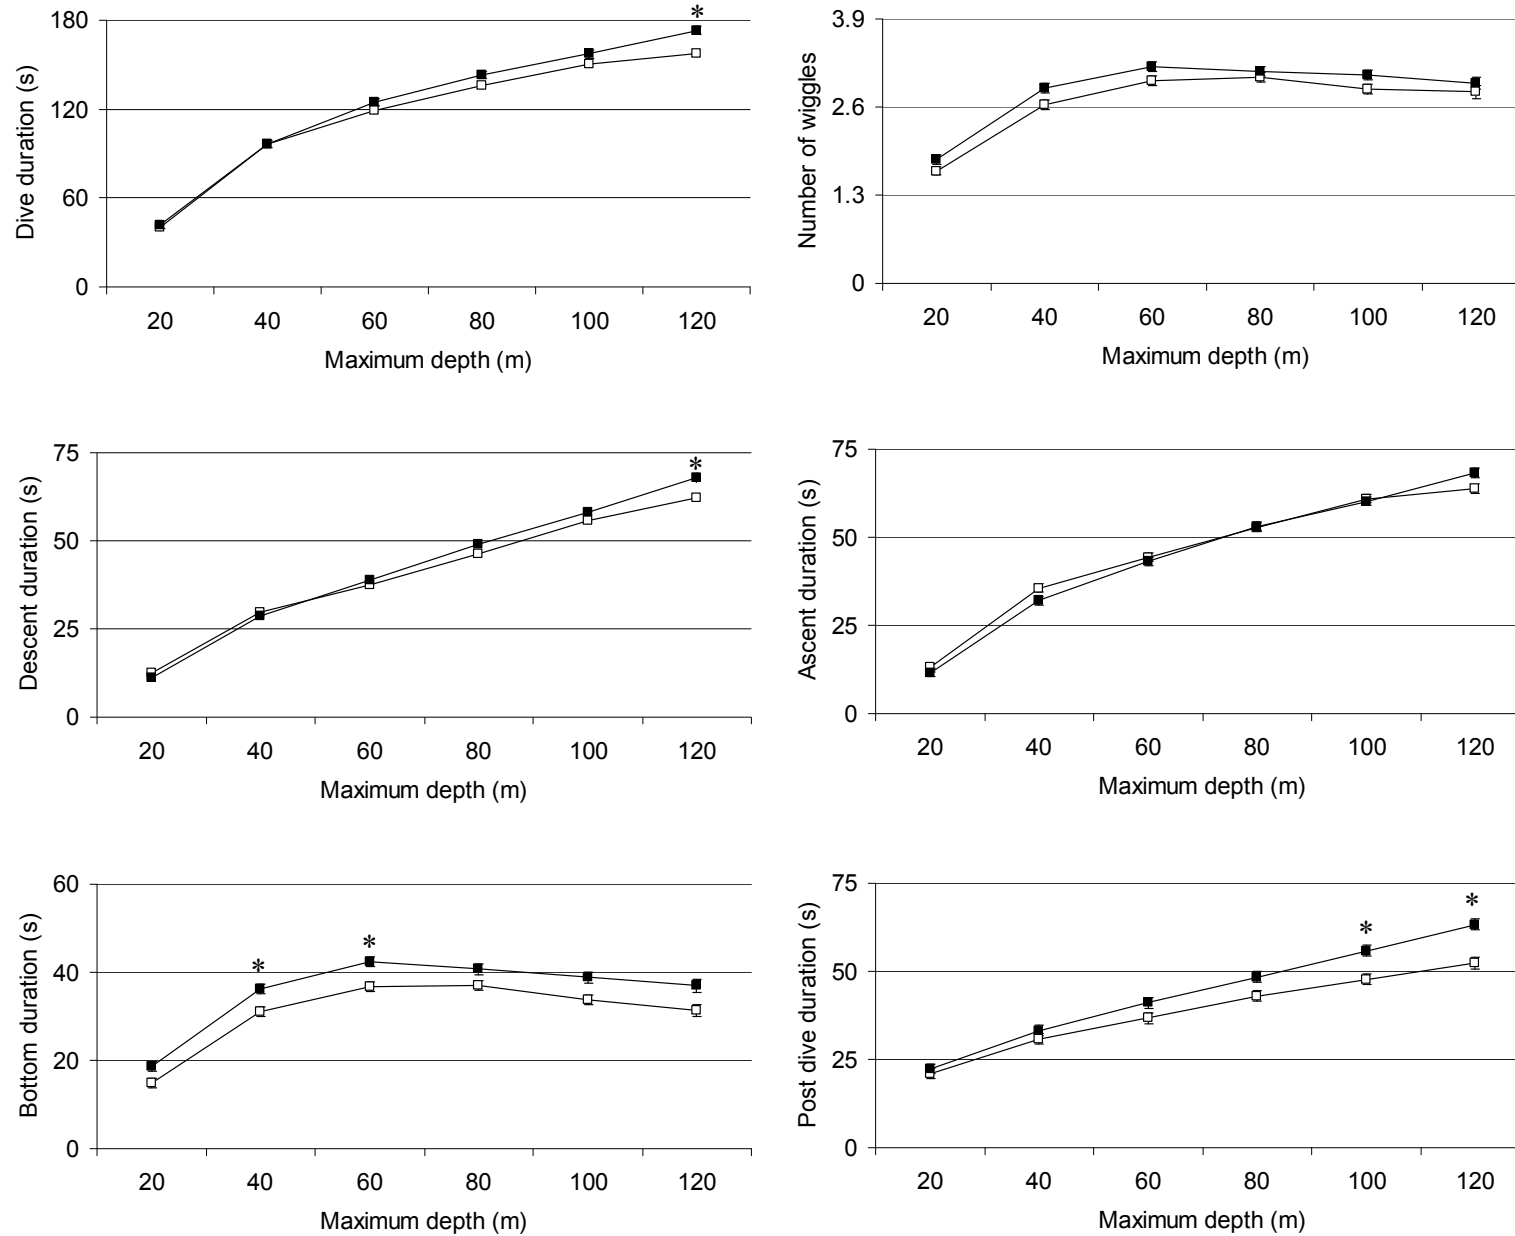 *
180
120
60
0
Dive duration (s)
20 40 60 80 100 120
Maximum depth (m)
3.9
2.6
1.3
0
Number of wiggles
20 40 60 80 100 120
Maximum depth (m)
*
75
50
25
0
Descent duration (s)
20 40 60 80 100 120
Maximum depth (m)
75
50
25
0
Ascent duration (s)
20 40 60 80 100 120
Maximum depth (m)
* *
60
40
20
0
Bottom duration (s)
20 40 60 80 100 120
Maximum depth (m)
* *
75
50
25
0
Post dive duration (s)
20 40 60 80 100 120
Maximum depth (m)